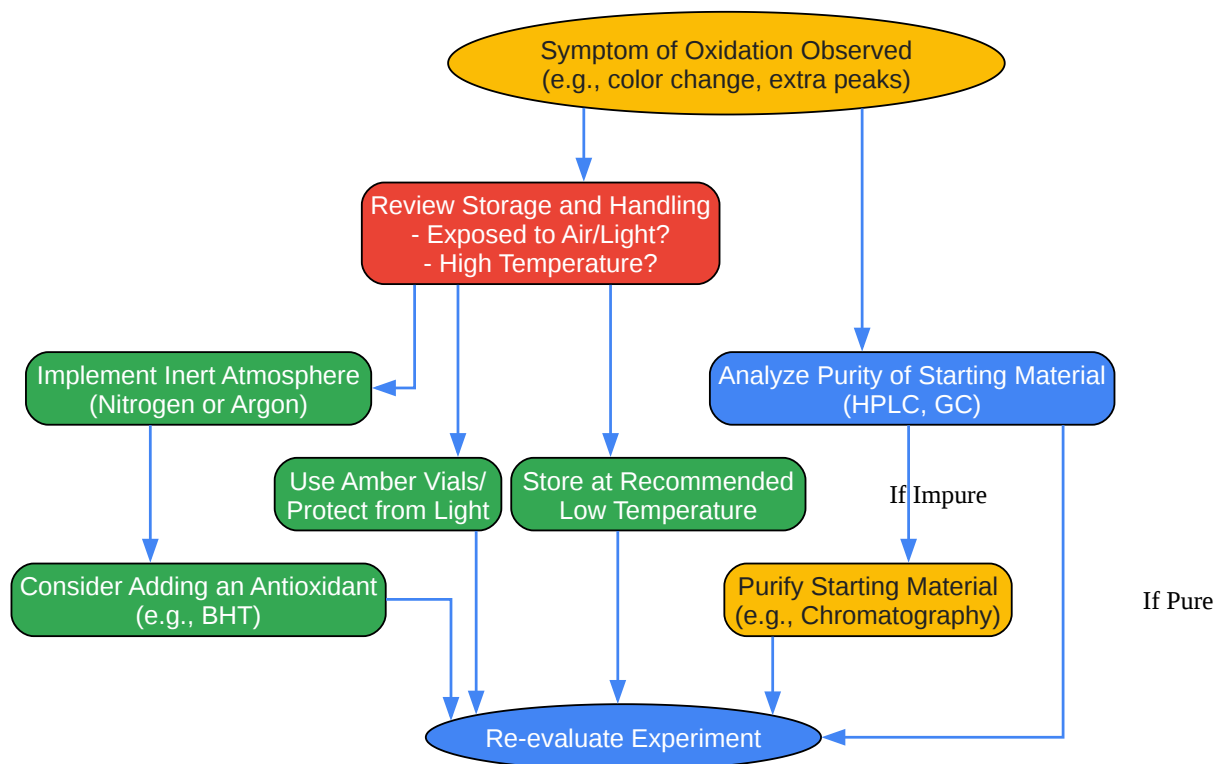 Symptom of Oxidation Observed
(e.g., color change, extra peaks)
Review Storage and Handling
- Exposed to Air/Light?
- High Temperature?
Implement Inert Atmosphere
(Nitrogen or Argon)
Analyze Purity of Starting Material
(HPLC, GC)
Use Amber Vials/
Protect from Light
Store at Recommended
Low Temperature
If Impure
Consider Adding an Antioxidant
(e.g., BHT)
Purify Starting Material
(e.g., Chromatography)
If Pure
Re-evaluate Experiment